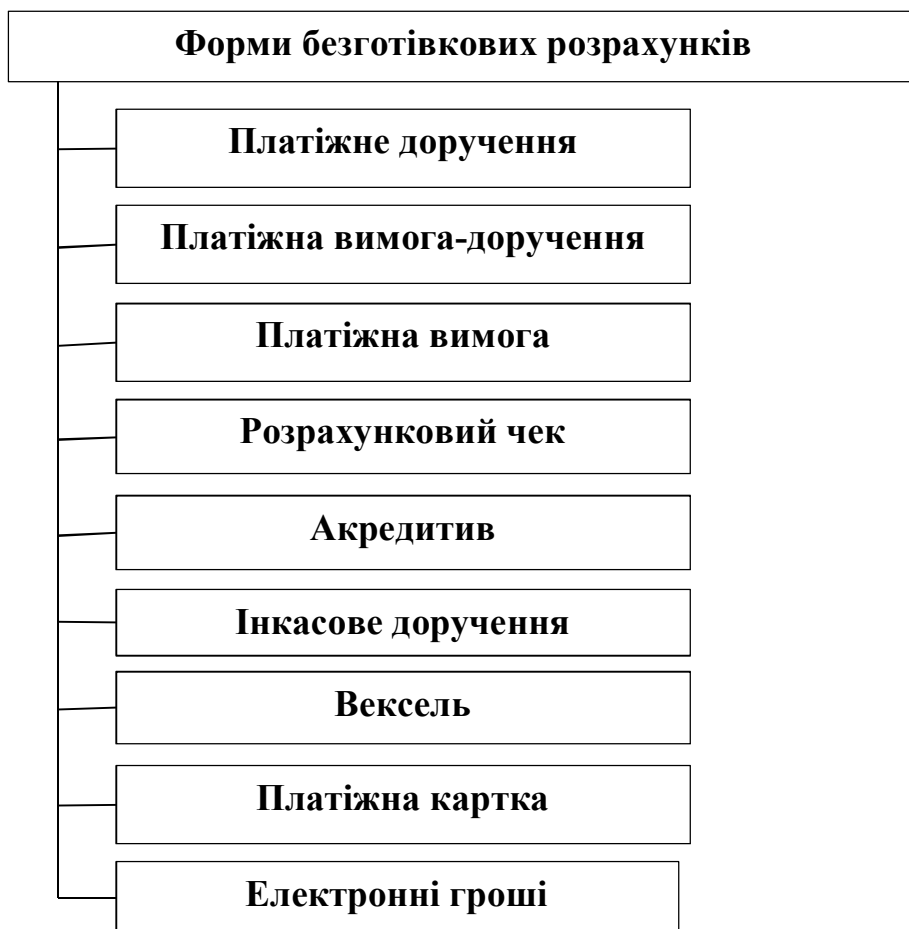 Форми безготівкових розрахунків
Платіжне доручення
Платіжна вимога-доручення
Платіжна вимога
Розрахунковий чек
Акредитив
Інкасове доручення
Вексель
Платіжна картка
Електронні гроші